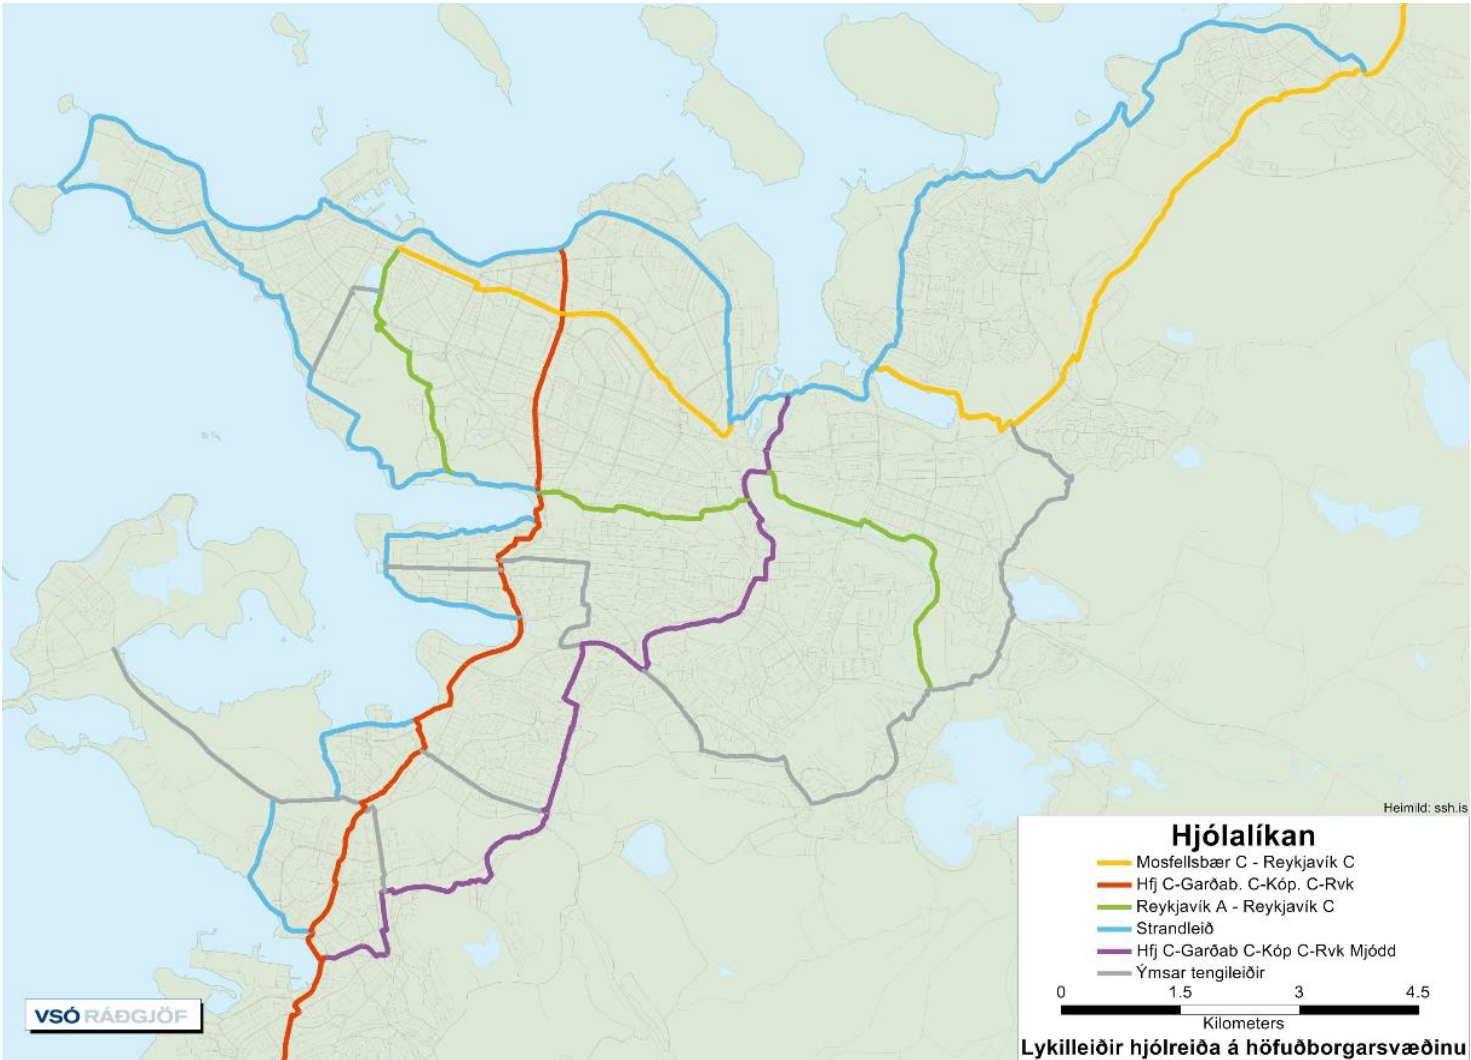 Heimild: ssh.is
Hjólalíkan
Mosfellsbær C - Reykjavík C
Hfj C-Garðab. C-Kóp. C-Rvk
Reykjavík A - Reykjavík C
Strandleið
Hfj C-Garðab C-Kóp C-Rvk Mjódd
Ýmsar tengileiðir
0 1.5 3 4.5
Kilometers
Lykilleiðir hjólreiða á höfuðborgarsvæðinu
VSÓ RÁÐGJÖF